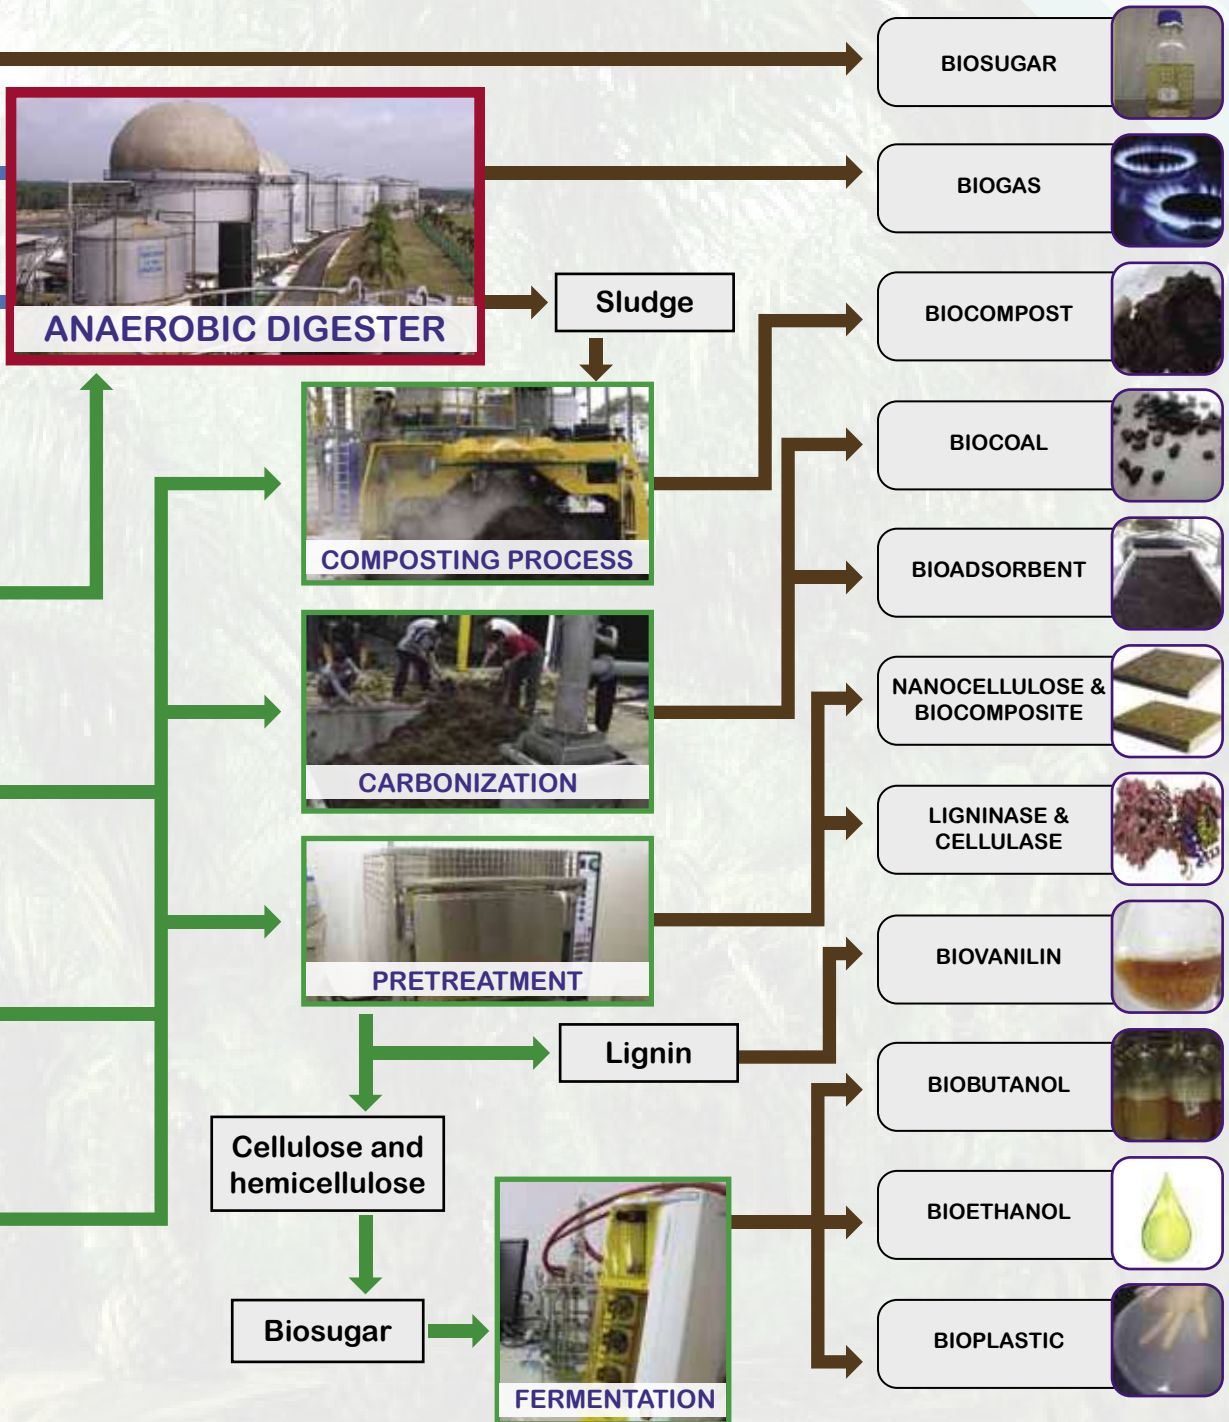 BIOSUGAR
BIOGAS
ANAEROBIC DIGESTER
Sludge
BIOCOMPOST
COMPOSTING PROCESS
BIOCOAL
BIOADSORBENT
CARBONIZATION
NANOCELLULOSE &
BIOCOMPOSITE
LIGNINASE &
CELLULASE
PRETREATMENT
BIOVANILIN
Lignin
BIOBUTANOL
Cellulose and
hemicellulose
BIOETHANOL
Biosugar
BIOPLASTIC
FERMENTATION